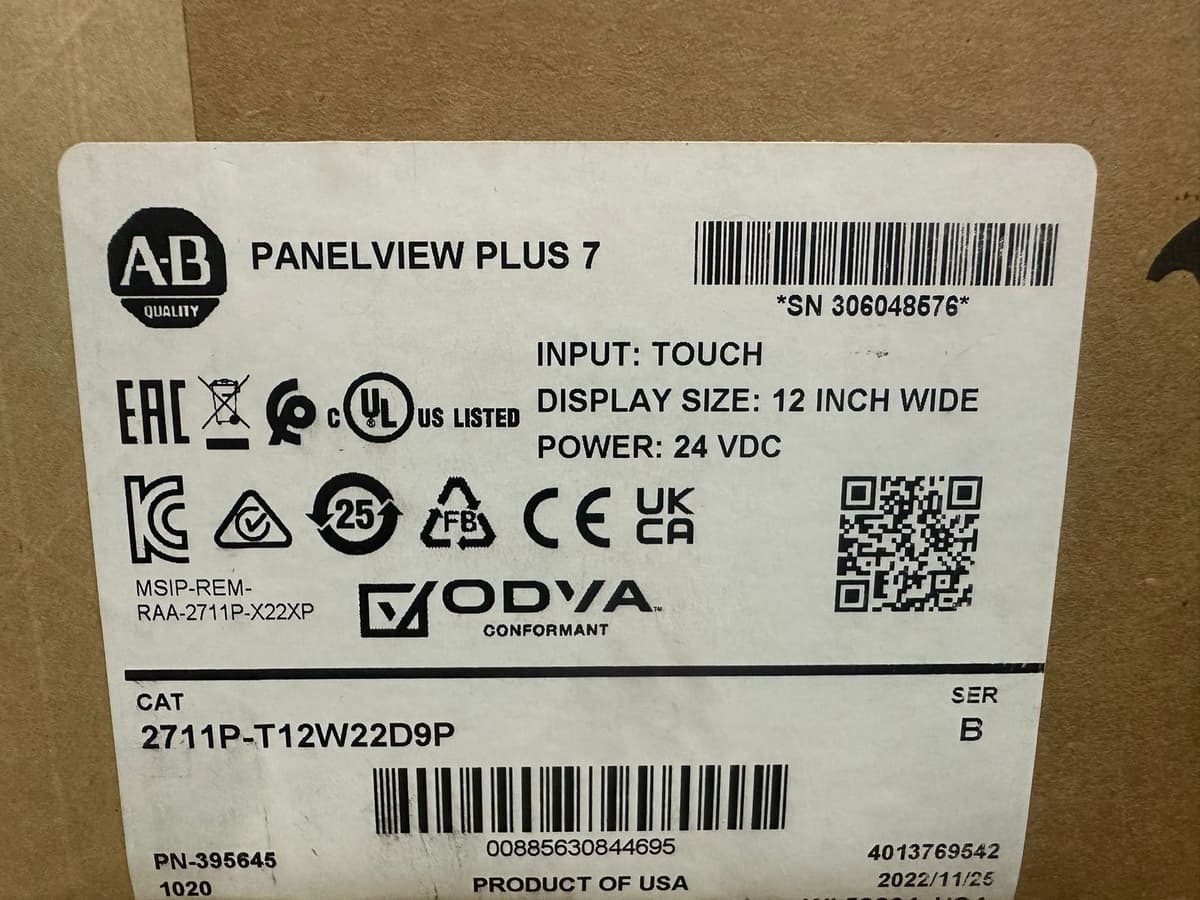 A-B
QUALITY
PANELVIEW PLUS 7
*SN 306048576*
INPUT: TOUCH
DISPLAY SIZE: 12 INCH WIDE
POWER: 24 VDC
EAC
C UL US LISTED
25
FB
CE
UK
CA
MSIP-REM-
RAA-2711P-X22XP
ODVA™
CONFORMANT
CAT
2711P-T12W22D9P
SER
B
00885630844695
PN-395645
1020
PRODUCT OF USA
4013769542
2022/11/25